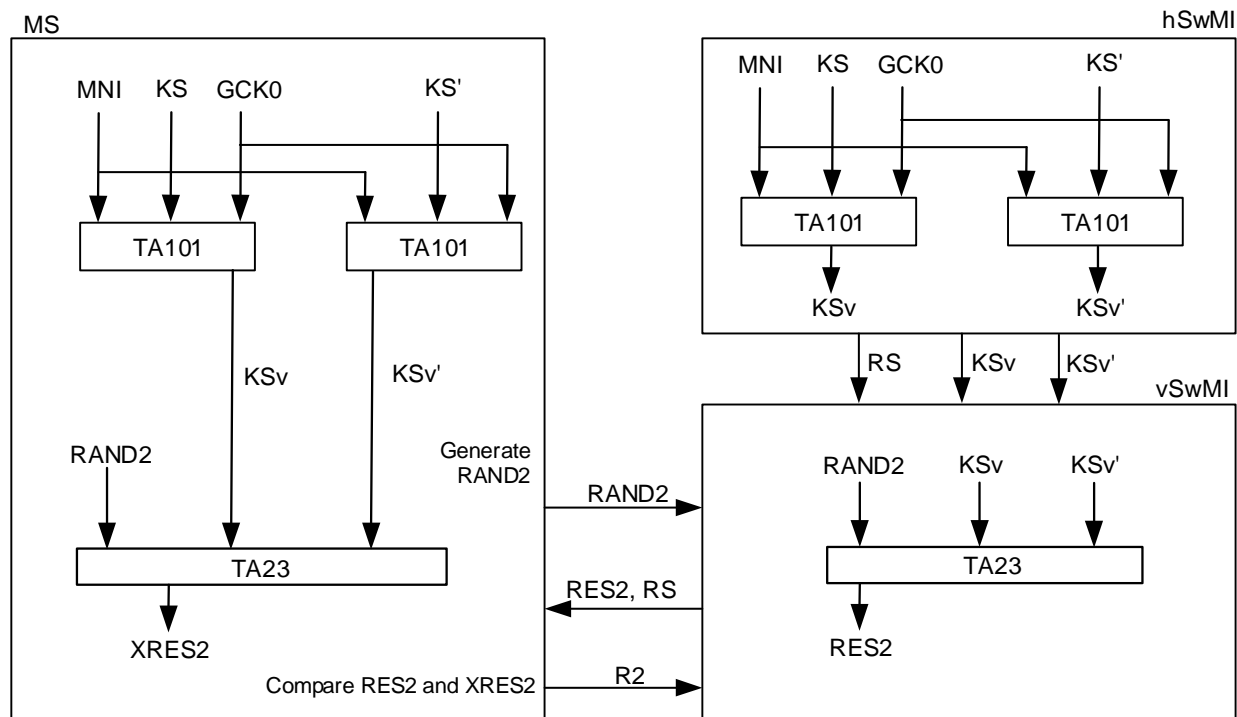 MS
MNI KS GCK0 KS'
TA101 TA101
KSv KSv'
RAND2
Generate
RAND2
TA23
XRES2
Compare RES2 and XRES2
RAND2
RES2, RS
R2
hSwMI
MNI KS GCK0 KS'
TA101 TA101
KSv KSv'
RS KSv KSv'
vSwMI
RAND2 KSv KSv'
TA23
RES2